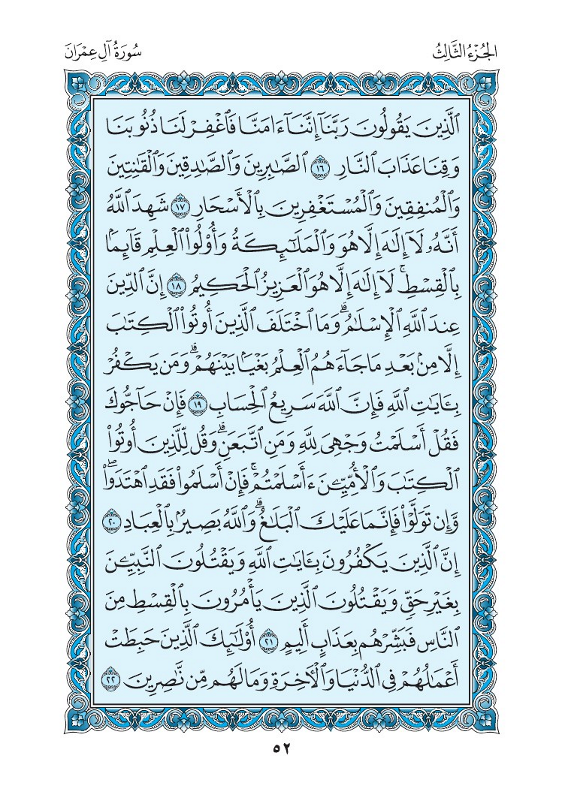 الجُزْءُ الثَّالِثُ
سُورَةُ آلِ عِمْرَانَ
ٱلَّذِينَ يَقُولُونَ رَبَّنَآ إِنَّنَآ ءَامَنَّا فَٱغْفِرْ لَنَا ذُنُوبَنَا
وَقِنَا عَذَابَ ٱلنَّارِ ١٦ ٱلصَّـٰبِرِينَ وَٱلصَّـٰدِقِينَ وَٱلْقَـٰنِتِينَ
وَٱلْمُنفِقِينَ وَٱلْمُسْتَغْفِرِينَ بِٱلْأَسْحَارِ ١٧ شَهِدَ ٱللَّهُ
أَنَّهُۥ لَآ إِلَـٰهَ إِلَّا هُوَ وَٱلْمَلَـٰٓئِكَةُ وَأُو۟لُوا۟ ٱلْعِلْمِ قَآئِمًۢا
بِٱلْقِسْطِ ۚ لَآ إِلَـٰهَ إِلَّا هُوَ ٱلْعَزِيزُ ٱلْحَكِيمُ ١٨ إِنَّ ٱلدِّينَ
عِندَ ٱللَّهِ ٱلْإِسْلَـٰمُ ۗ وَمَا ٱخْتَلَفَ ٱلَّذِينَ أُوتُوا۟ ٱلْكِتَـٰبَ
إِلَّا مِنۢ بَعْدِ مَا جَآءَهُمُ ٱلْعِلْمُ بَغْيًۢا بَيْنَهُمْ ۗ وَمَن يَكْفُرْ
بِـَٔايَـٰتِ ٱللَّهِ فَإِنَّ ٱللَّهَ سَرِيعُ ٱلْحِسَابِ ١٩ فَإِنْ حَآجُّوكَ
فَقُلْ أَسْلَمْتُ وَجْهِىَ لِلَّهِ وَمَنِ ٱتَّبَعَنِ ۗ وَقُل لِّلَّذِينَ أُوتُوا۟
ٱلْكِتَـٰبَ وَٱلْأُمِّيِّـۧنَ ءَأَسْلَمْتُمْ ۚ فَإِنْ أَسْلَمُوا۟ فَقَدِ ٱهْتَدَوا۟ ۖ
وَّإِن تَوَلَّوْا۟ فَإِنَّمَا عَلَيْكَ ٱلْبَلَـٰغُ ۗ وَٱللَّهُ بَصِيرٌۢ بِٱلْعِبَادِ ٢٠
إِنَّ ٱلَّذِينَ يَكْفُرُونَ بِـَٔايَـٰتِ ٱللَّهِ وَيَقْتُلُونَ ٱلنَّبِيِّـۧنَ
بِغَيْرِ حَقٍّ وَيَقْتُلُونَ ٱلَّذِينَ يَأْمُرُونَ بِٱلْقِسْطِ مِنَ
ٱلنَّاسِ فَبَشِّرْهُم بِعَذَابٍ أَلِيمٍ ٢١ أُو۟لَـٰٓئِكَ ٱلَّذِينَ حَبِطَتْ
أَعْمَـٰلُهُمْ فِى ٱلدُّنْيَا وَٱلْـَٔاخِرَةِ وَمَا لَهُم مِّن نَّـٰصِرِينَ ٢٢
٥٢